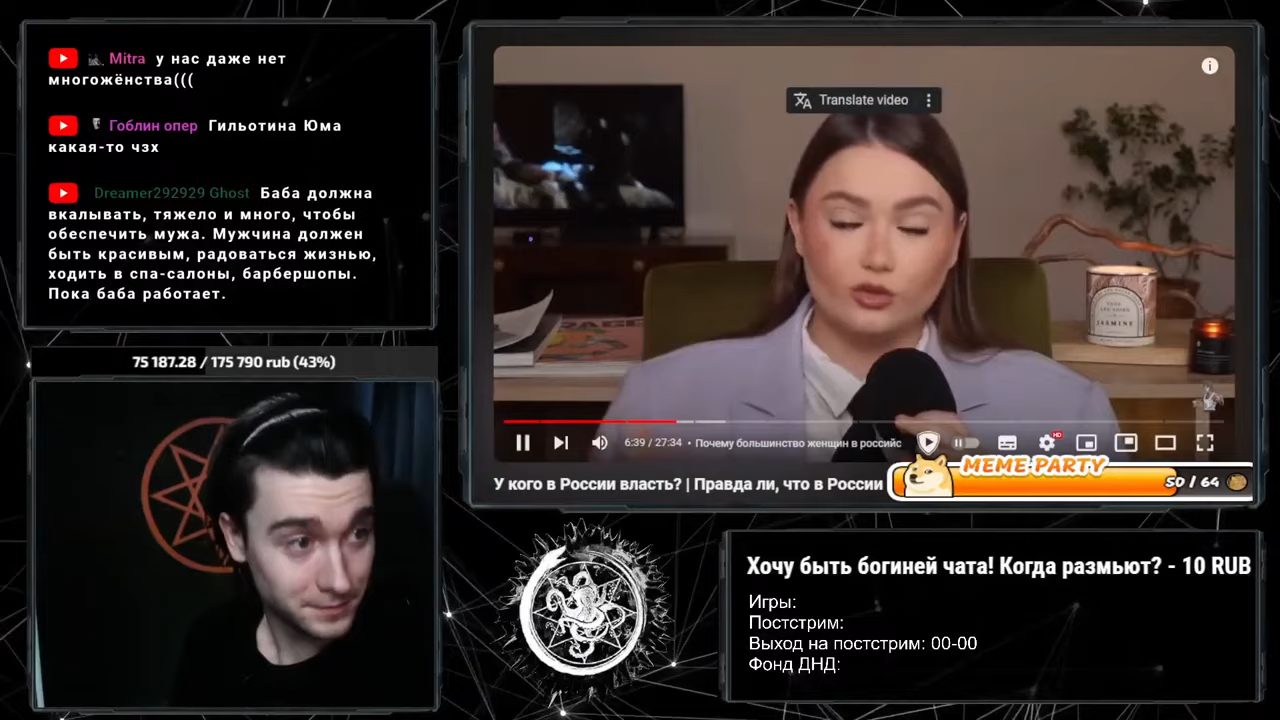 Mitra у нас даже нет
многожёнства(((
Гоблин опер Гильотина Юма
какая-то чзх
Dreamer292929 Ghost Баба должна
вкалывать, тяжело и много, чтобы
обеспечить мужа. Мужчина должен
быть красивым, радоваться жизнью,
ходить в спа-салоны, барбершопы.
Пока баба работает.
75 187.28 / 175 790 rub (43%)
Translate video
JASMINE
6:39 / 27:34 • Почему большинство женщин в российс
HD
MEME PARTY
50 / 64
У кого в России власть? | Правда ли, что в России
Хочу быть богиней чата! Когда размьют? - 10 RUB
Игры:
Постстрим:
Выход на постстрим: 00-00
Фонд ДНД: